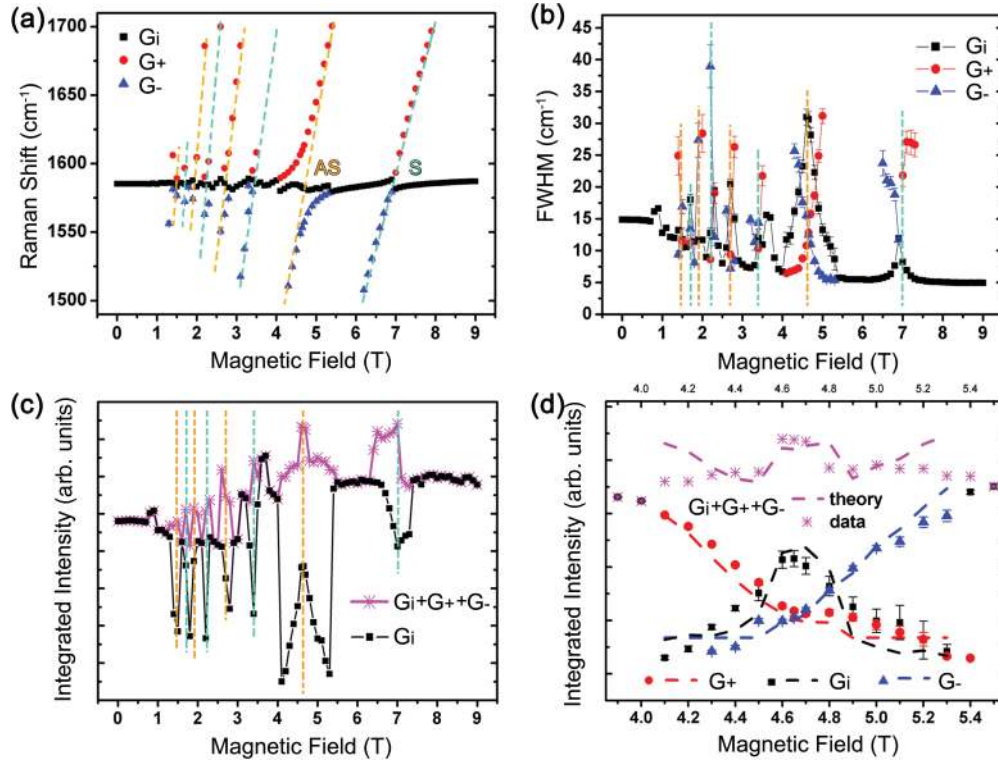 (a)
1700
1650
1600
1550
1500
Raman Shift (cm⁻¹)
Gi
G+
G-
AS
S
0 1 2 3 4 5 6 7 8 9
Magnetic Field (T)
(b)
45
40
35
30
25
20
15
10
5
0
FWHM (cm⁻¹)
Gi
G+
G-
0 1 2 3 4 5 6 7 8 9
Magnetic Field (T)
(c)
Integrated Intensity (arb. units)
Gi+G++G-
Gi
0 1 2 3 4 5 6 7 8 9
Magnetic Field (T)
(d)
4.0 4.2 4.4 4.6 4.8 5.0 5.2 5.4
Integrated Intensity (arb. units)
Gi+G++G-
theory
data
G+ Gi G-
4.0 4.2 4.4 4.6 4.8 5.0 5.2 5.4
Magnetic Field (T)